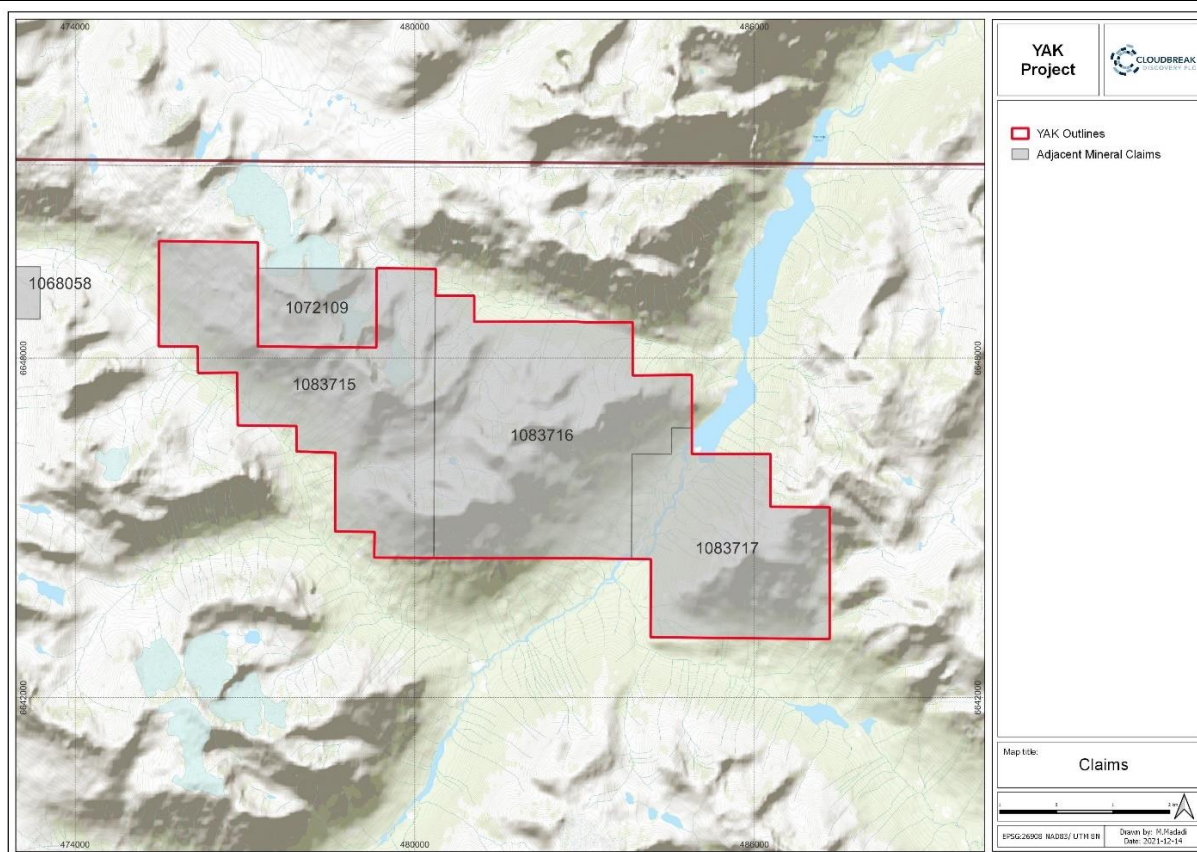 474000
480000
486000
1068058
1072109
6648000
6648000
1083715
1083716
1083717
6642000
6642000
474000
480000
486000
YAK
Project
CLOUDBREAK
DISCOVERY PLC
YAK Outlines
Adjacent Mineral Claims
Map title:
Claims
EPSG:26908 NAD83/ UTM 8N
Drawn by: M.Madadi
Date: 2021-12-14